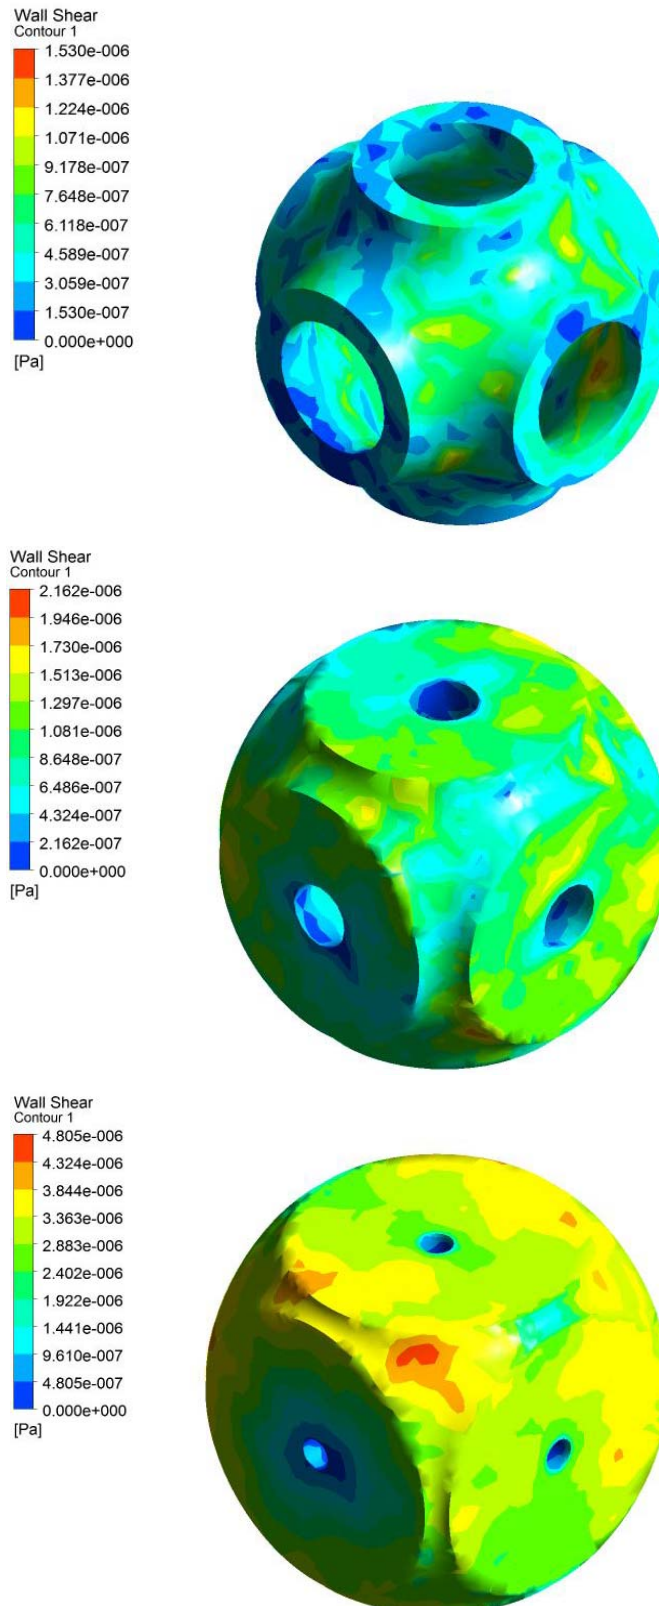 Wall Shear
Contour 1
1.530e-006
1.377e-006
1.224e-006
1.071e-006
9.178e-007
7.648e-007
6.118e-007
4.589e-007
3.059e-007
1.530e-007
0.000e+000
[Pa]
Wall Shear
Contour 1
2.162e-006
1.946e-006
1.730e-006
1.513e-006
1.297e-006
1.081e-006
8.648e-007
6.486e-007
4.324e-007
2.162e-007
0.000e+000
[Pa]
Wall Shear
Contour 1
4.805e-006
4.324e-006
3.844e-006
3.363e-006
2.883e-006
2.402e-006
1.922e-006
1.441e-006
9.610e-007
4.805e-007
0.000e+000
[Pa]